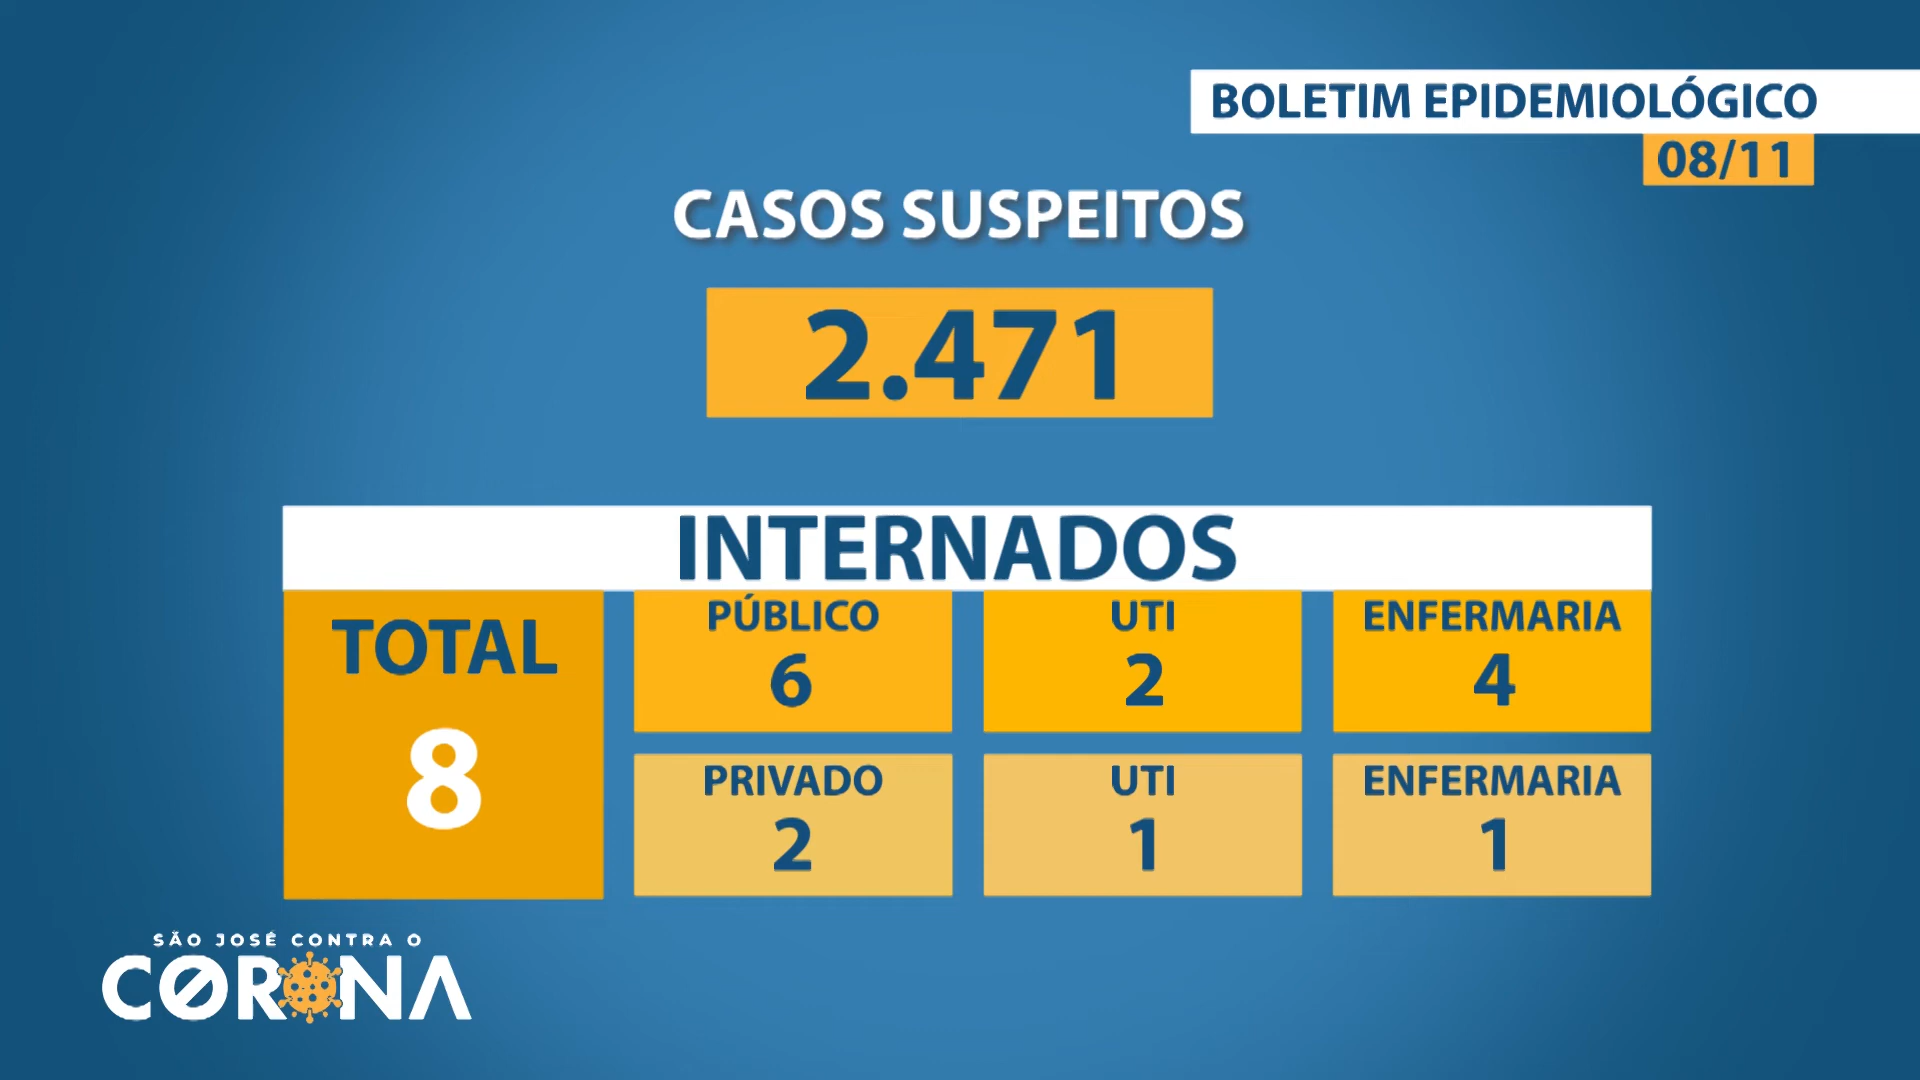 BOLETIM EPIDEMIOLÓGICO
08/11
CASOS SUSPEITOS
2.471
INTERNADOS
TOTAL
8
PÚBLICO
6
UTI
2
ENFERMARIA
4
PRIVADO
2
UTI
1
ENFERMARIA
1
SÃO JOSÉ CONTRA O
CORONA